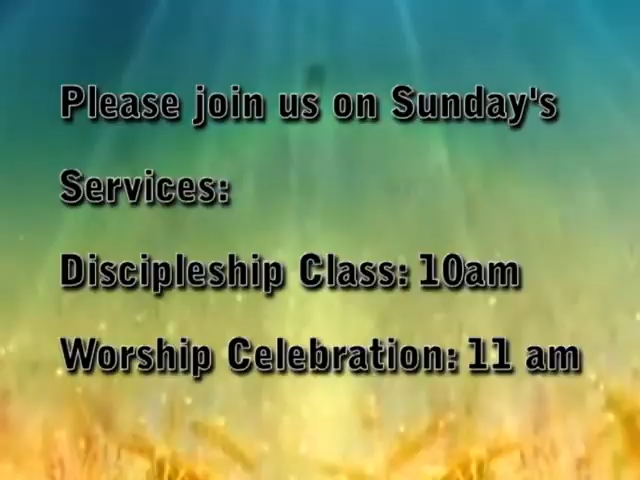 Please join us on Sunday's
Services:
Discipleship Class: 10am
Worship Celebration: 11 am